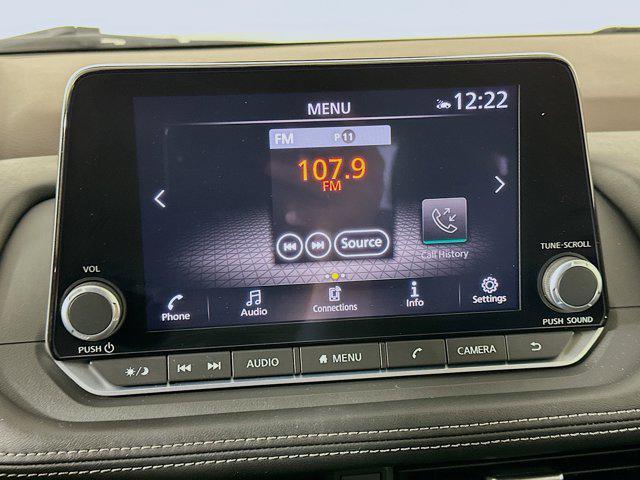 MENU
12:22
FM
P 11
107.9
FM
Source
Call History
Phone
Audio
Connections
Info
Settings
VOL
PUSH
TUNE·SCROLL
PUSH SOUND
AUDIO
MENU
CAMERA